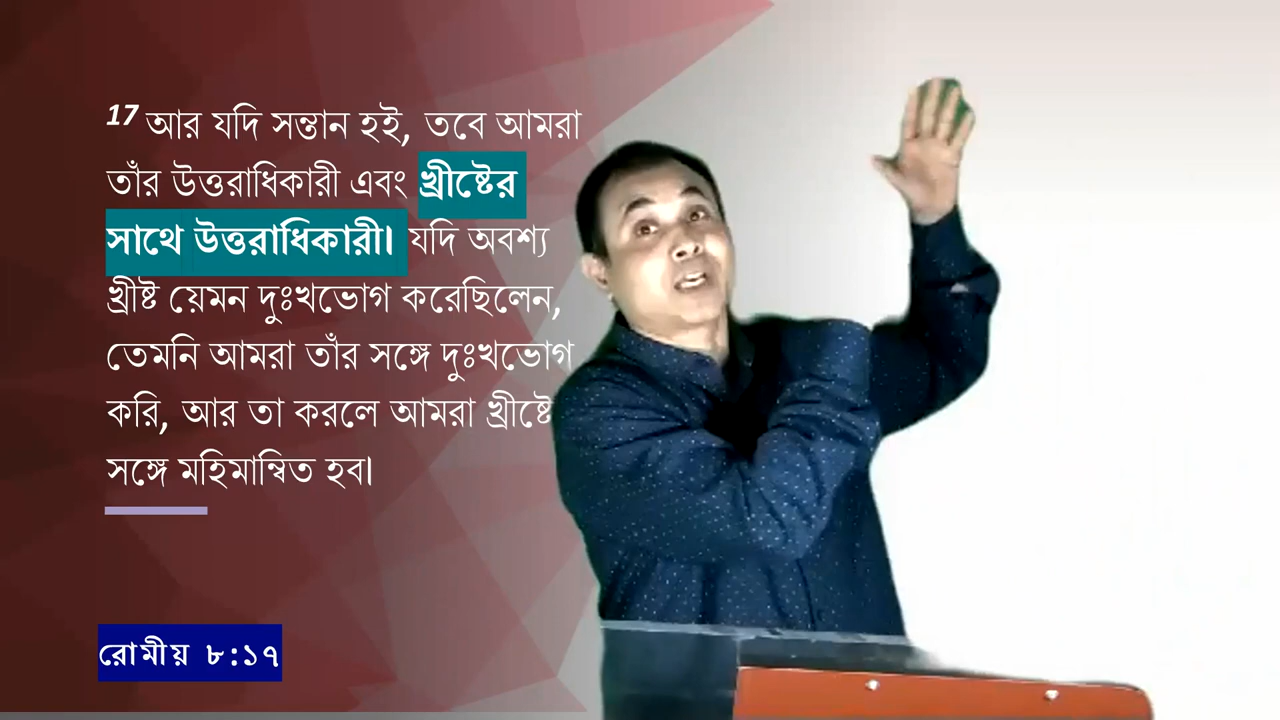 17 আর যদি সন্তান হই, তবে আমরা
তাঁর উত্তরাধিকারী এবং খ্রীষ্টের
সাথে উত্তরাধিকারী। যদি অবশ্য
খ্রীষ্ট য়েমন দুঃখভোগ করেছিলেন,
তেমনি আমরা তাঁর সঙ্গে দুঃখভোগ
করি, আর তা করলে আমরা খ্রীষ্টে
সঙ্গে মহিমান্বিত হব।
রোমীয় ৮:১৭